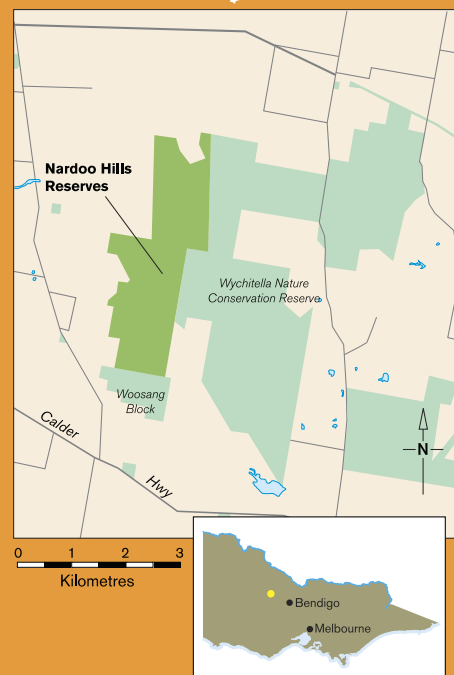 Nardoo Hills
Reserves
Wychitella Nature
Conservation Reserve
Woosang
Block
Calder
Hwy
N
0 1 2 3
Kilometres
Bendigo
Melbourne